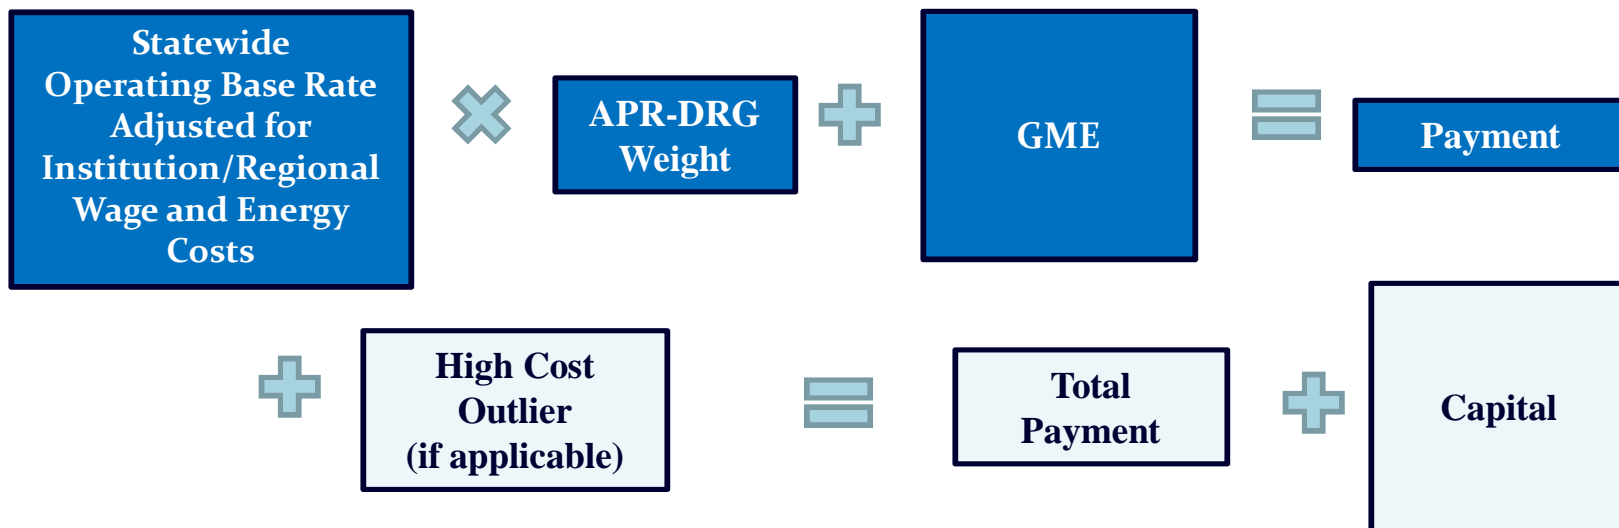 Statewide
Operating Base Rate
Adjusted for
Institution/Regional
Wage and Energy
Costs
APR-DRG
Weight
GME
Payment
High Cost
Outlier
(if applicable)
Total
Payment
Capital